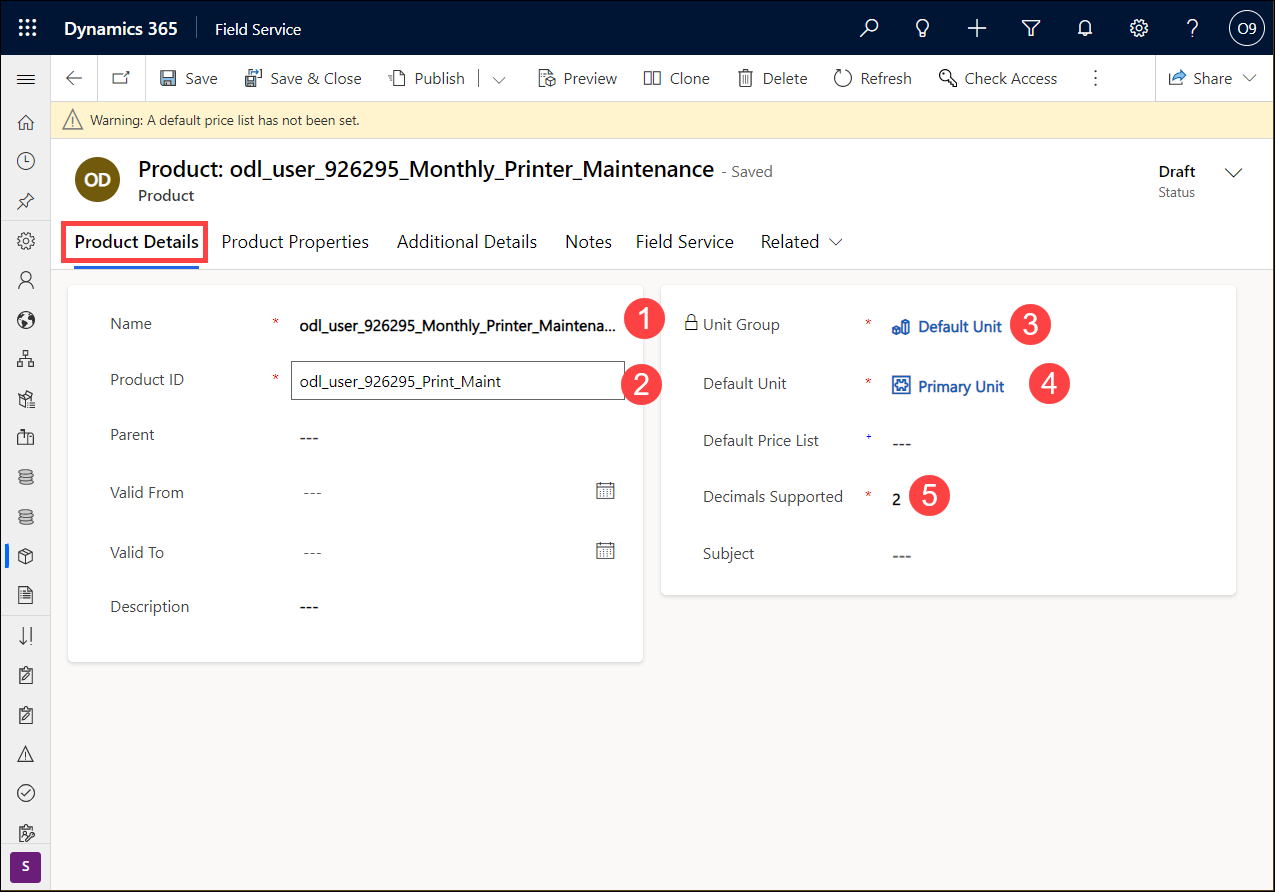 Dynamics 365 Field Service O9
Save Save & Close Publish Preview Clone Delete Refresh Check Access Share
Warning: A default price list has not been set.
OD
Product: odl_user_926295_Monthly_Printer_Maintenance - Saved
Product
Draft
Status
Product Details Product Properties Additional Details Notes Field Service Related
Name * odl_user_926295_Monthly_Printer_Maintena... 1
Product ID * odl_user_926295_Print_Maint 2
Parent ---
Valid From ---
Valid To ---
Description ---
Unit Group * Default Unit 3
Default Unit * Primary Unit 4
Default Price List + ---
Decimals Supported * 2 5
Subject ---
S